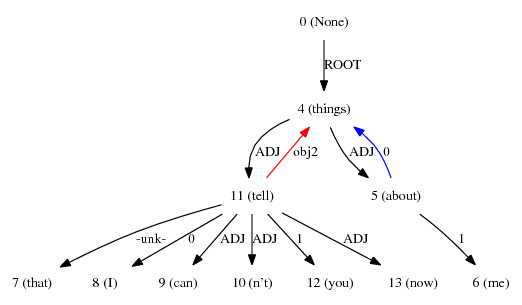 0 (None)
ROOT
4 (things)
ADJ obj2 ADJ 0
11 (tell) 5 (about)
-unk- 0 ADJ ADJ 1 ADJ 1
7 (that) 8 (I) 9 (can) 10 (n't) 12 (you) 13 (now) 6 (me)